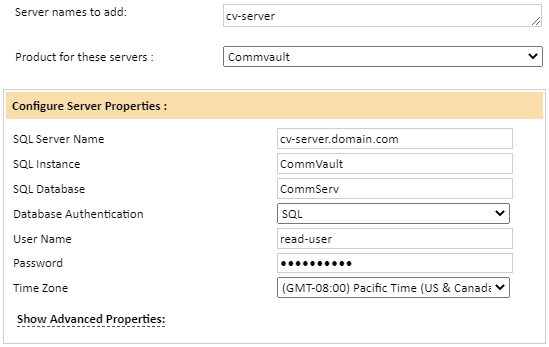 Server names to add: cv-server
Product for these servers : Commvault
Configure Server Properties :
SQL Server Name cv-server.domain.com
SQL Instance CommVault
SQL Database CommServ
Database Authentication SQL
User Name read-user
Password ••••••••••
Time Zone (GMT-08:00) Pacific Time (US & Canada
Show Advanced Properties: